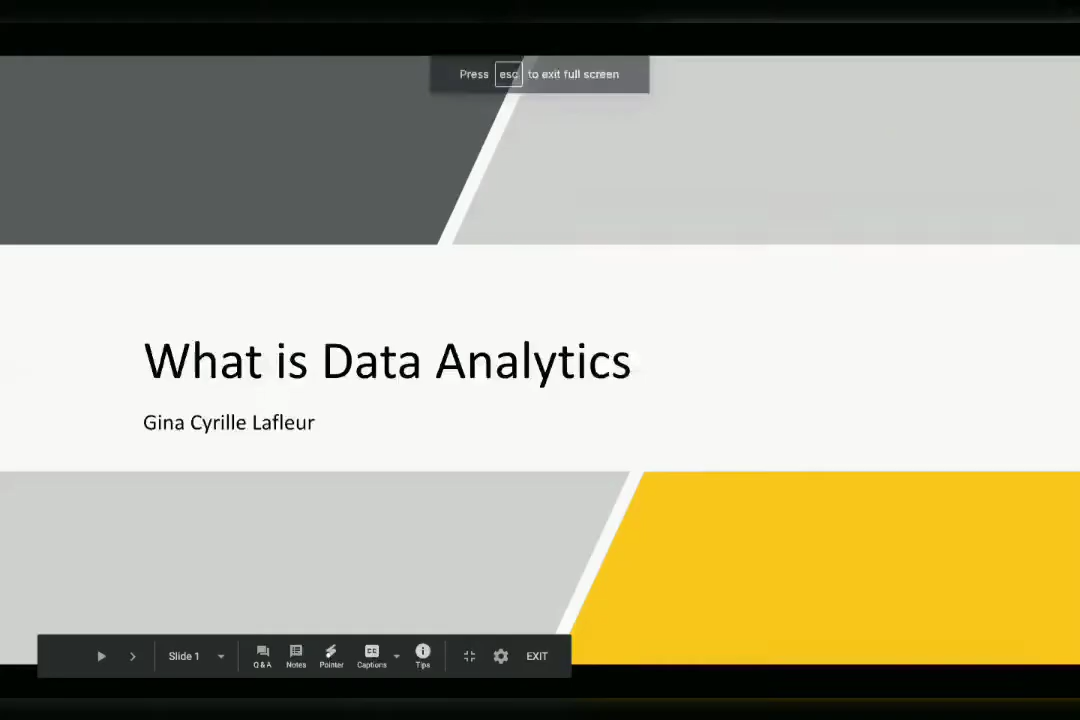 Press esc to exit full screen
What is Data Analytics
Gina Cyrille Lafleur
Slide 1
Q&A Notes Pointer Captions Tips EXIT